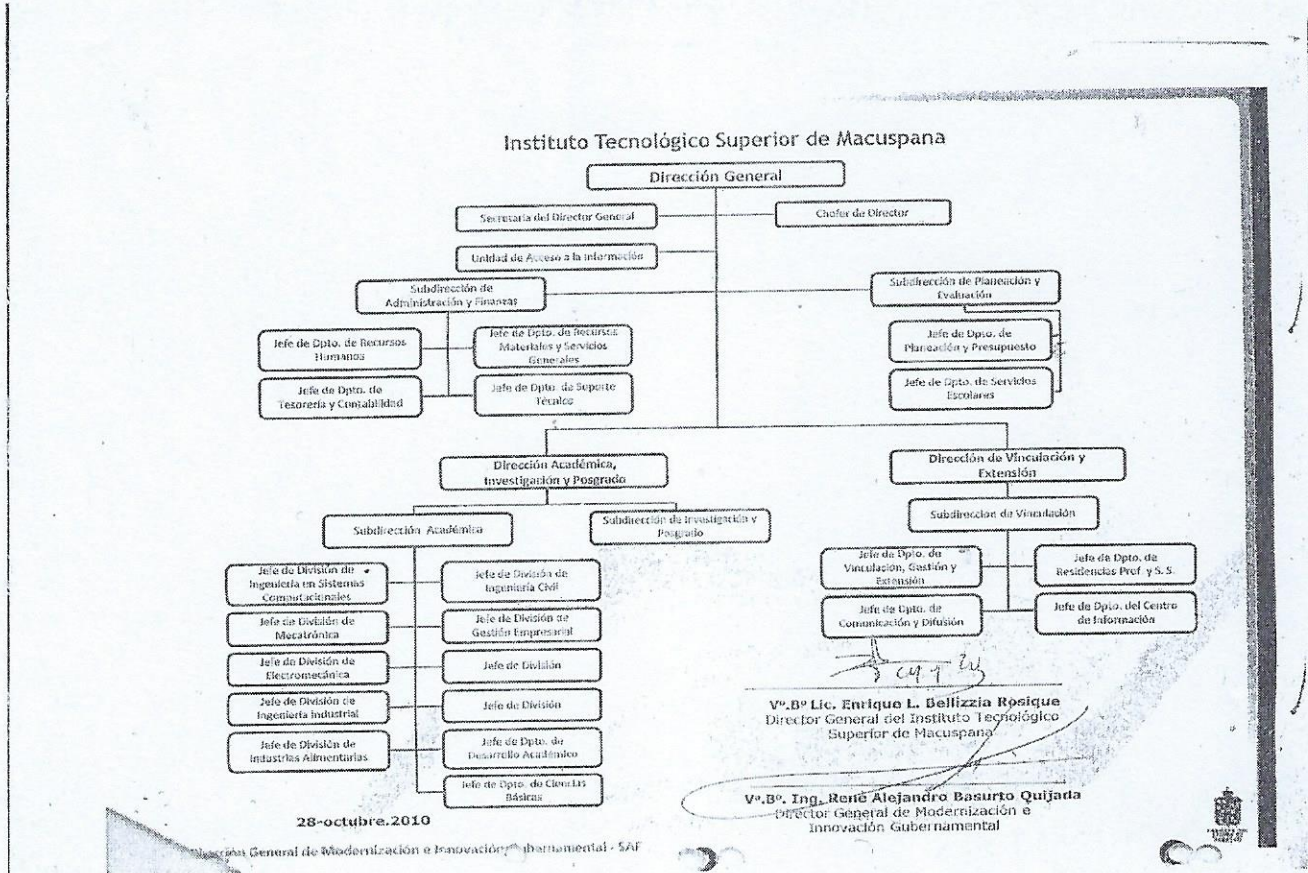 Instituto Tecnológico Superior de Macuspana
Dirección General
Secretaria del Director General
Chofer de Director
Unidad de Acceso a la Información
Subdirección de
Administración y Finanzas
Subdirección de Planeación y
Evaluación
Jefe de Dpto. de Recursos
Humanos
Jefe de Dpto. de Recursos
Materiales y Servicios
Generales
Jefe de Dpto. de
Planeación y Presupuesto
Jefe de Dpto. de
Tesorería y Contabilidad
Jefe de Dpto. de Suporte
Técnico
Jefe de Dpto. de Servicios
Escolares
Dirección Académica,
Investigación y Posgrado
Dirección de Vinculación y
Extensión
Subdirección Académica
Subdirección de Investigación y
Posgrado
Subdireccion de Vinculación
Jefe de División de
Ingeniería en Sistemas
Computacionales
Jefe de División de
Ingeniería Civil
Jefe de Dpto. de
Vinculación, Gestión y
Extensión
Jefe de Dpto. de
Residencias Prof. y S. S.
Jefe de División de
Mecatrónica
Jefe de División de
Gestión Empresarial
Jefe de Dpto. de
Comunicación y Difusión
Jefe de Dpto. del Centro
de Información
Jefe de División de
Electromecánica
Jefe de División
Jefe de División de
Ingeniería Industrial
Jefe de División
Jefe de División de
Industrias Alimentarias
Jefe de Dpto. de
Desarrollo Académico
Jefe de Dpto. de Ciencias
Básicas
Vº.Bº Lic. Enrique L. Bellizzia Rosique
Director General del Instituto Tecnológico
Superior de Macuspana
Vº.Bº. Ing. René Alejandro Basurto Quijada
Director General de Modernización e
Innovación Gubernamental
28-octubre.2010
General de Modernización e Innovación - SAF